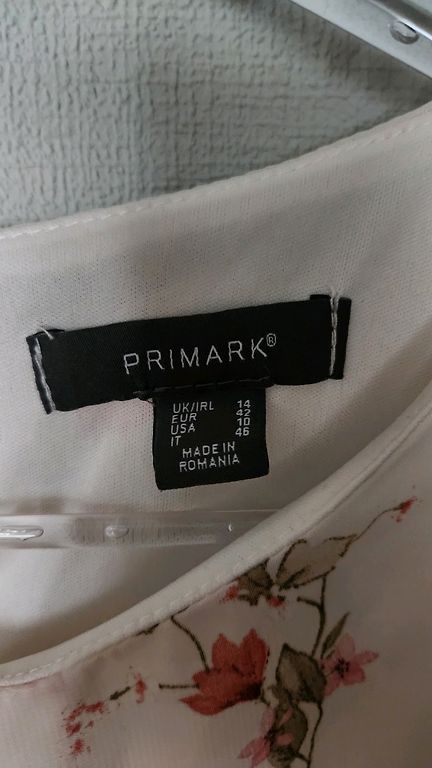 PRIMARK®
UK/IRL 14
EUR 42
USA 10
IT 46
MADE IN
ROMANIA